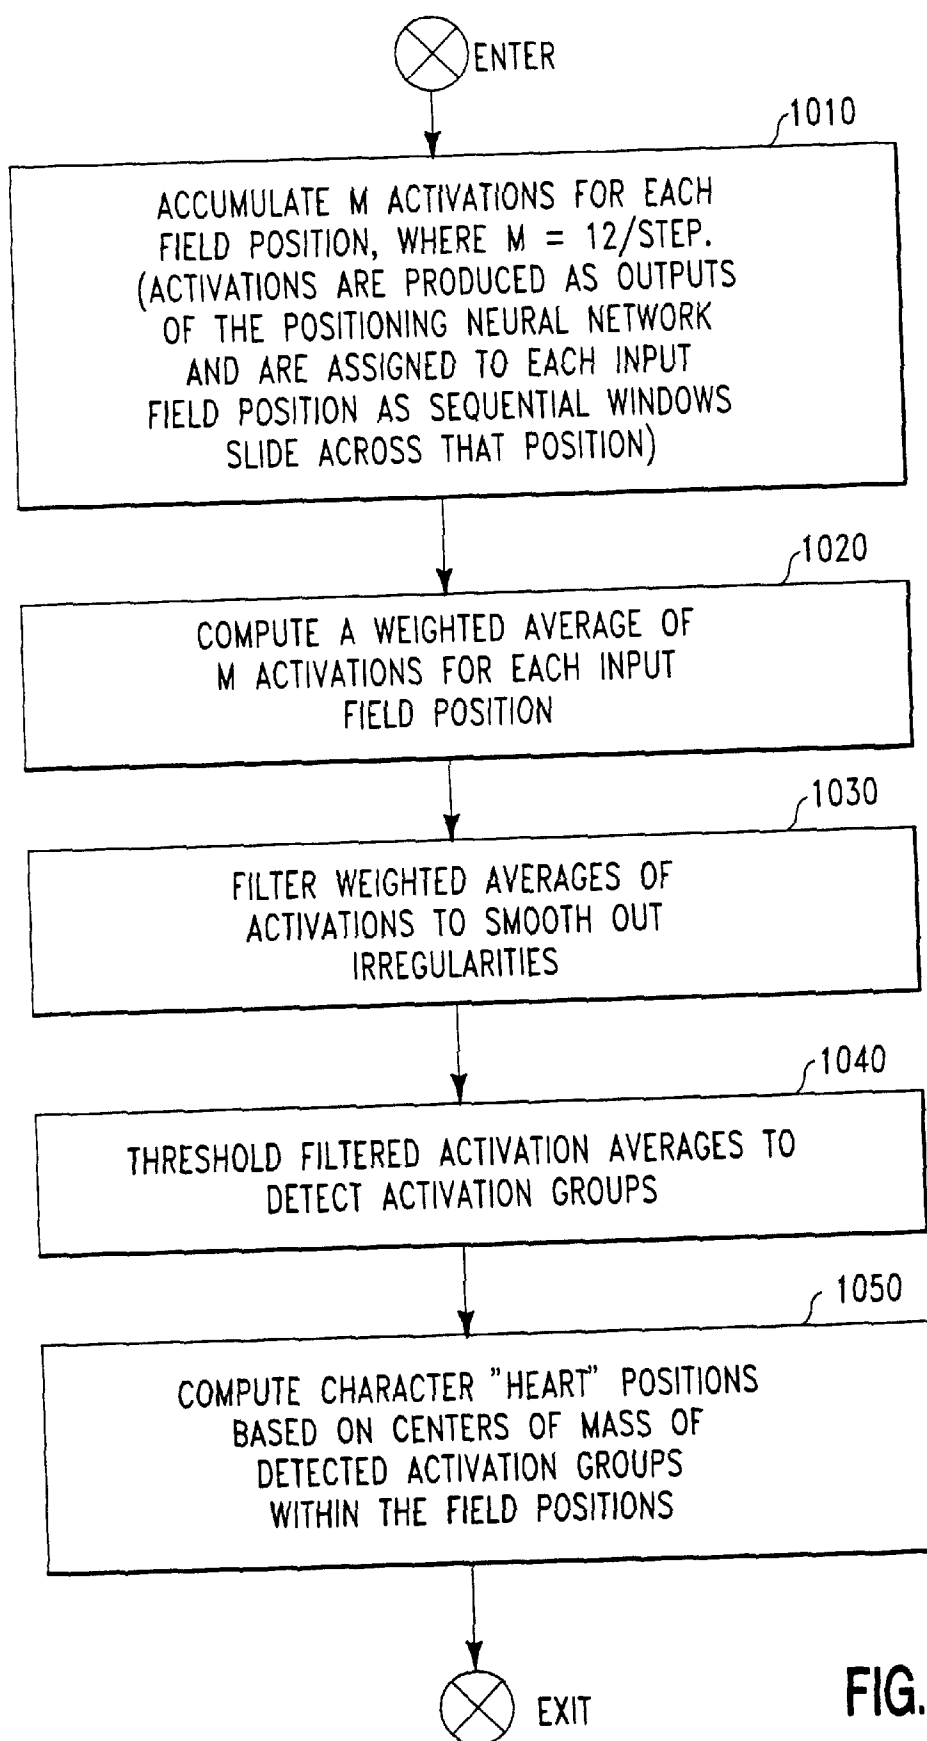 ENTER
1010
ACCUMULATE M ACTIVATIONS FOR EACH
FIELD POSITION, WHERE M = 12/STEP.
(ACTIVATIONS ARE PRODUCED AS OUTPUTS
OF THE POSITIONING NEURAL NETWORK
AND ARE ASSIGNED TO EACH INPUT
FIELD POSITION AS SEQUENTIAL WINDOWS
SLIDE ACROSS THAT POSITION)
1020
COMPUTE A WEIGHTED AVERAGE OF
M ACTIVATIONS FOR EACH INPUT
FIELD POSITION
1030
FILTER WEIGHTED AVERAGES OF
ACTIVATIONS TO SMOOTH OUT
IRREGULARITIES
1040
THRESHOLD FILTERED ACTIVATION AVERAGES TO
DETECT ACTIVATION GROUPS
1050
COMPUTE CHARACTER "HEART" POSITIONS
BASED ON CENTERS OF MASS OF
DETECTED ACTIVATION GROUPS
WITHIN THE FIELD POSITIONS
EXIT
FIG.